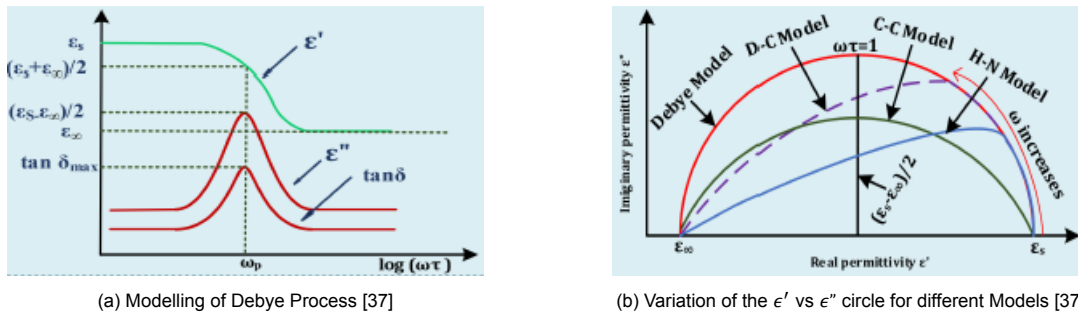 εs
(εs+ε∞)/2
(εS-ε∞)/2
ε∞
tan δmax
ε'
ε"
tanδ
ωp
log (ωτ)
(a) Modelling of Debye Process [37]
Imiginary permittivity ε"
Debye Model
D-C Model
ωτ=1
C-C Model
H-N Model
ω increases
(εs-ε∞)/2
ε∞
εs
Real permittivity ε'
(b) Variation of the ϵ′ vs ϵ” circle for different Models [37